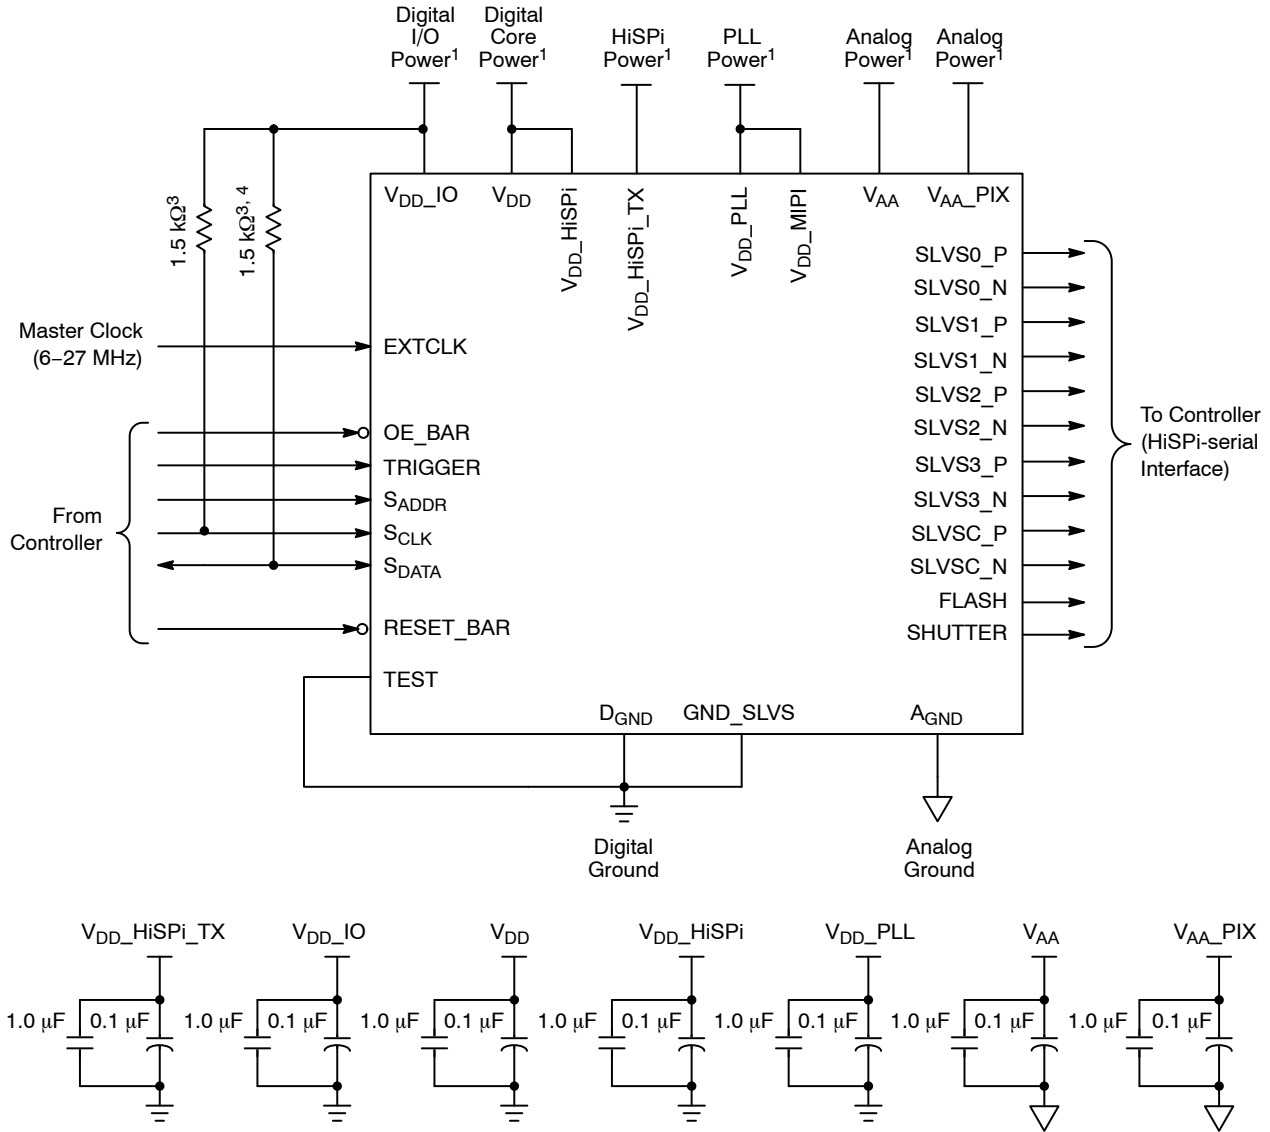 Digital
I/O
Power1
Digital
Core
Power1
HiSPi
Power1
PLL
Power1
Analog
Power1
Analog
Power1
VDD_IO
VDD
VDD_HiSPi
VDD_HiSPi_TX
VDD_PLL
VDD_MIPI
VAA
VAA_PIX
1.5 kΩ3
1.5 kΩ3, 4
Master Clock
(6–27 MHz)
EXTCLK
From
Controller
OE_BAR
TRIGGER
SADDR
SCLK
SDATA
RESET_BAR
TEST
SLVS0_P
SLVS0_N
SLVS1_P
SLVS1_N
SLVS2_P
SLVS2_N
SLVS3_P
SLVS3_N
SLVSC_P
SLVSC_N
FLASH
SHUTTER
To Controller
(HiSPi-serial
Interface)
DGND
GND_SLVS
AGND
Digital
Ground
Analog
Ground
VDD_HiSPi_TX
VDD_IO
VDD
VDD_HiSPi
VDD_PLL
VAA
VAA_PIX
1.0 μF
0.1 μF
1.0 μF
0.1 μF
1.0 μF
0.1 μF
1.0 μF
0.1 μF
1.0 μF
0.1 μF
1.0 μF
0.1 μF
1.0 μF
0.1 μF